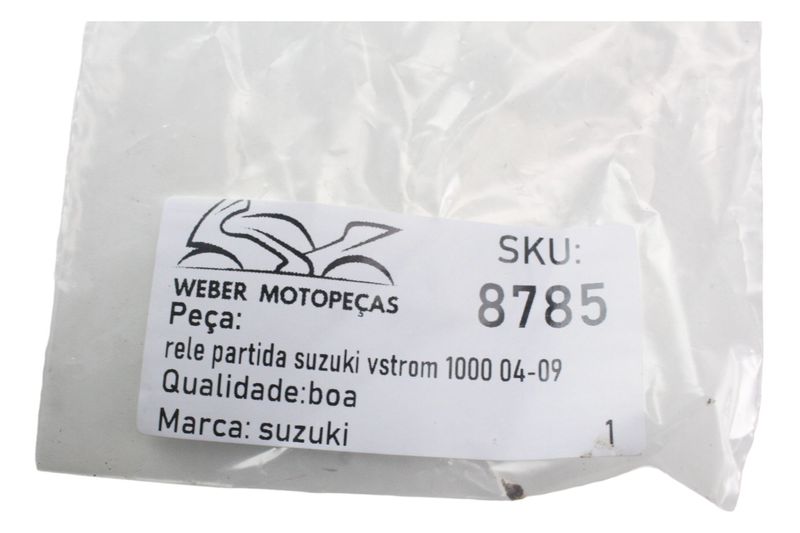 WEBER MOTOPEÇAS
SKU:
8785
Peça:
rele partida suzuki vstrom 1000 04-09
Qualidade:boa
Marca: suzuki
1